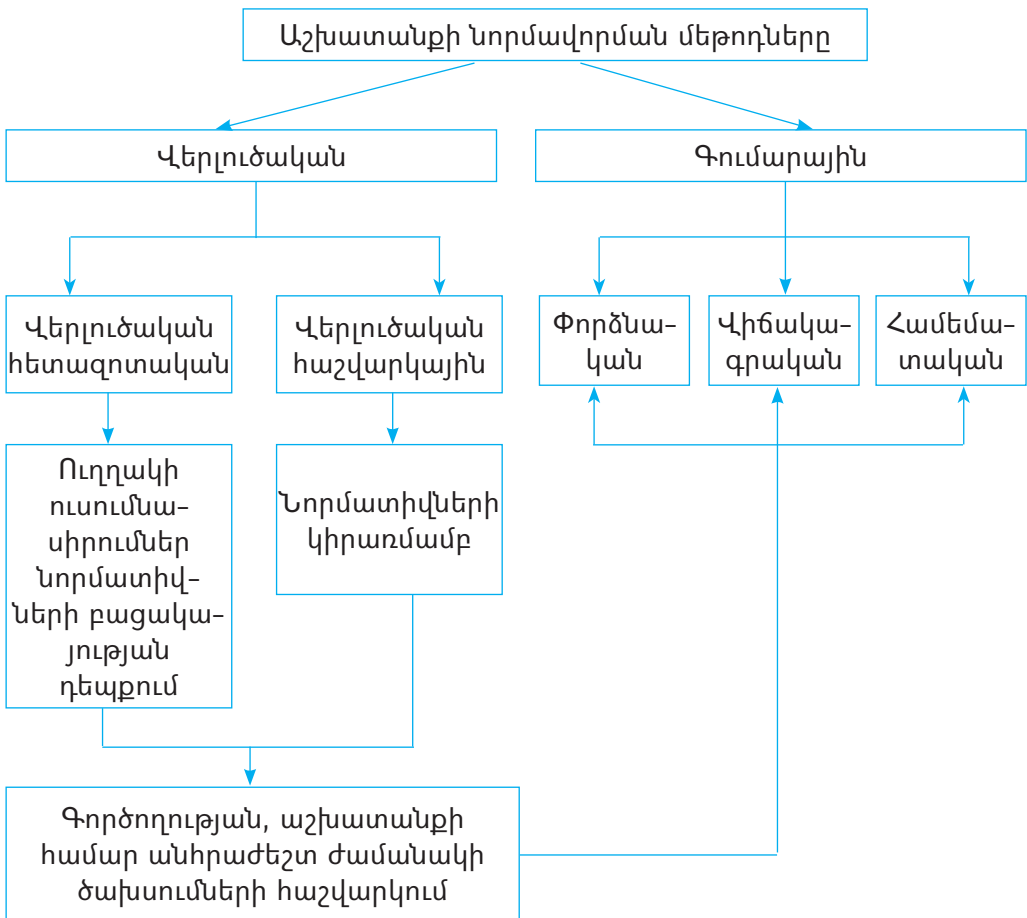 Աշխատանքի նորմավորման մեթոդները
Վերլուծական
Գումարային
Վերլուծական
հետազոտական
Վերլուծական
հաշվարկային
Փորձնա-
կան
Վիճակա-
գրական
Համեմա-
տական
Ուղղակի
ուսումնա-
սիրումներ
նորմատիվ-
ների բացակա-
յության
դեպքում
Նորմատիվների
կիրառմամբ
Գործողության, աշխատանքի
համար անհրաժեշտ ժամանակի
ծախսումների հաշվարկում